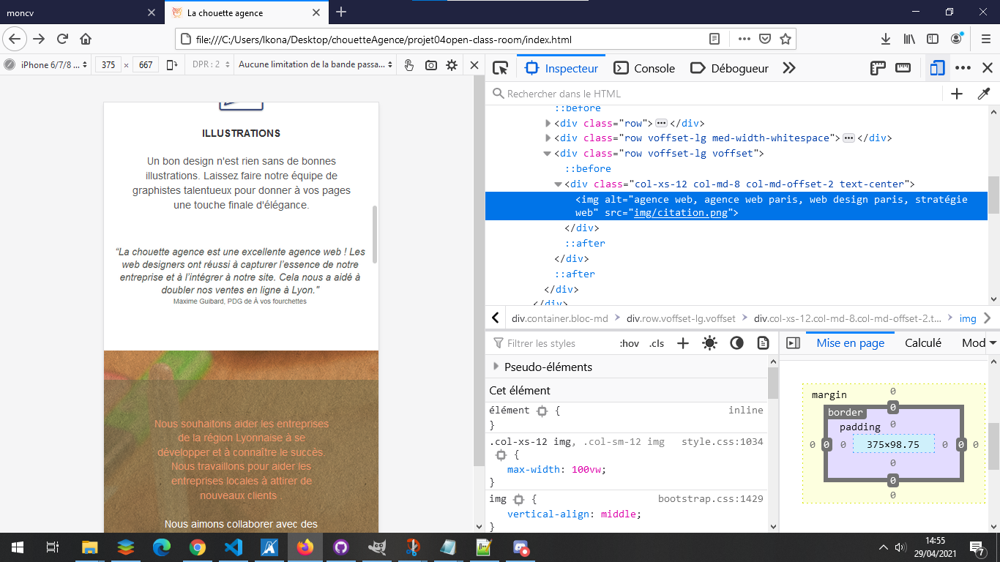 moncv
La chouette agence
file:///C:/Users/lkona/Desktop/chouetteAgence/projet04open-class-room/index.html
iPhone 6/7/8 ...
375 × 667
DPR : 2
Aucune limitation de la bande passa...
Inspecteur
Console
Débogueur
Rechercher dans le HTML
ILLUSTRATIONS
Un bon design n'est rien sans de bonnes
illustrations. Laissez faire notre équipe de
graphistes talentueux pour donner à vos pages
une touche finale d'élégance.
“La chouette agence est une excellente agence web ! Les
web designers ont réussi à capturer l’essence de notre
entreprise et à l’intégrer à notre site. Cela nous a aidé à
doubler nos ventes en ligne à Lyon."
Maxime Guibard, PDG de À vos fourchettes
Nous souhaitons aider les entreprises
de la région Lyonnaise à se
développer et à connaître le succès.
Nous travaillons pour aider les
entreprises locales à attirer de
nouveaux clients .
Nous aimons collaborer avec des
::before
<div class="row"> </div>
<div class="row voffset-lg med-width-whitespace"> </div>
<div class="row voffset-lg voffset">
::before
<div class="col-xs-12 col-md-8 col-md-offset-2 text-center">
<img alt="agence web, agence web paris, web design paris, stratégie
web" src="img/citation.png">
</div>
::after
</div>
::after
</div>
</div>
div.container.bloc-md
div.row.voffset-lg.voffset
div.col-xs-12.col-md-8.col-md-offset-2.t...
img
Filtrer les styles
:hov
.cls
Pseudo-éléments
Cet élément
élément {
inline
}
.col-xs-12 img, .col-sm-12 img
style.css:1034
{
max-width: 100vw;
}
img {
bootstrap.css:1429
vertical-align: middle;
}
Mise en page
Calculé
Mod
margin
0
border
0
padding
0
0 0 0 375×98.75 0 0 0
0
0
0
14:55
29/04/2021
7